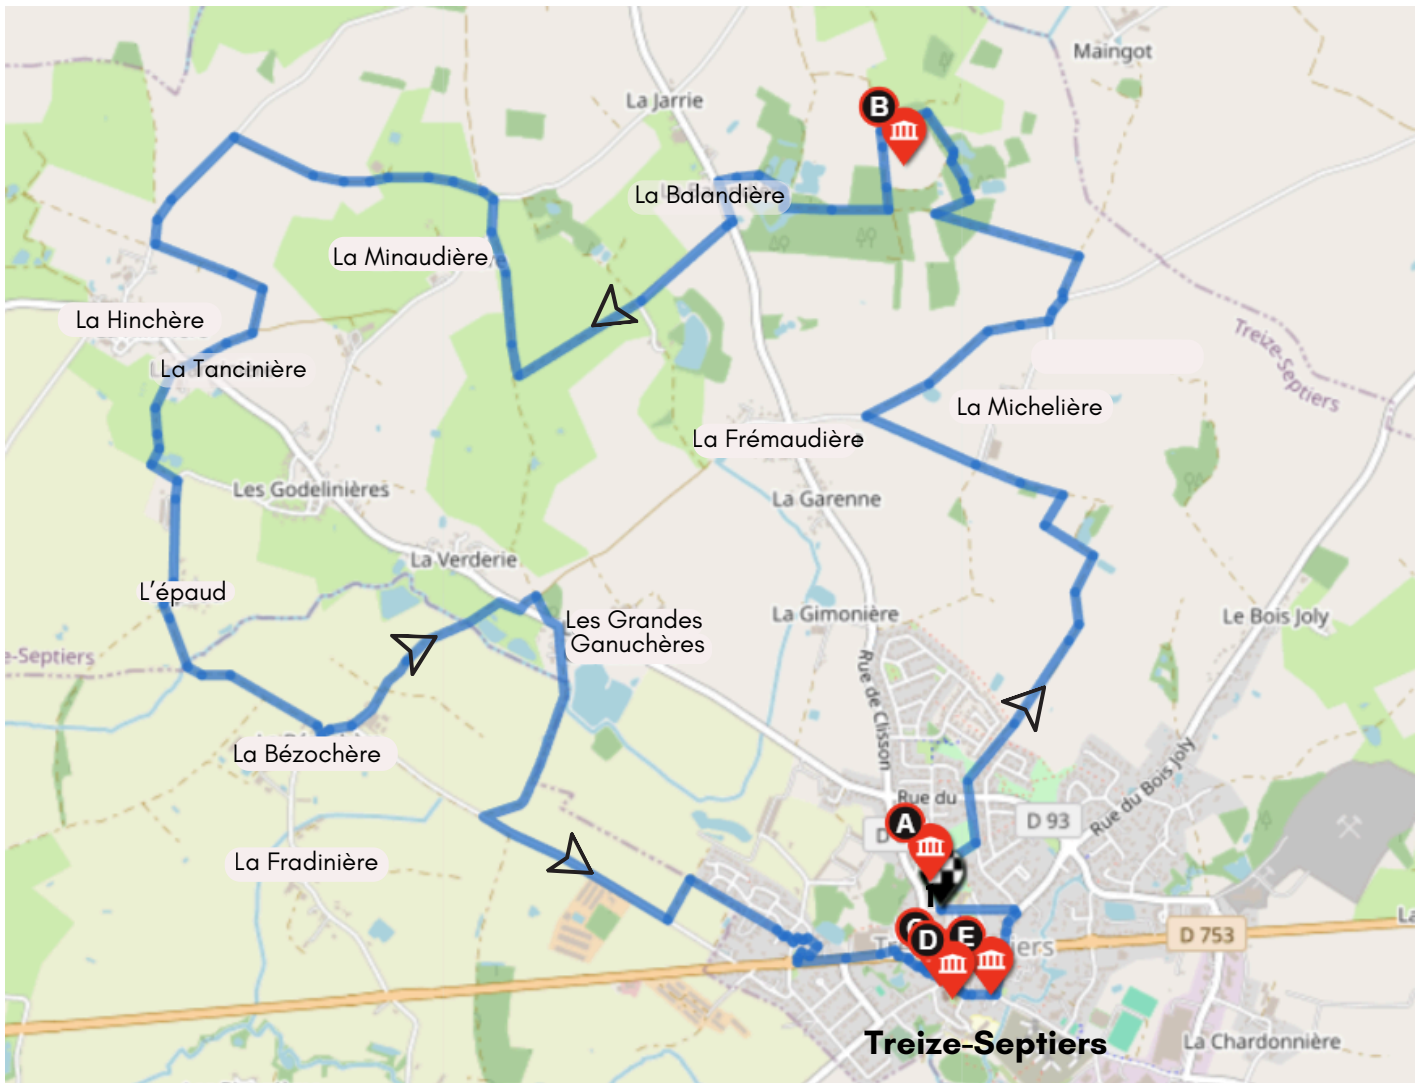 Maingot
La Jarrie
B
La Balandière
La Minaudière
La Hinchère
Treize-Septiers
La Tancinière
La Michelière
La Frémaudière
Les Godelinières
La Garenne
La Verderie
L'épaud
La Gimonière
Le Bois Joly
Les Grandes
Ganuchères
e-Septiers
Rue de Clisson
La Bézochère
Rue du Bois Joly
Rue du
A
D
D 93
La Fradinière
D
E
D 753
La
Treize-Septiers
La Chardonnière